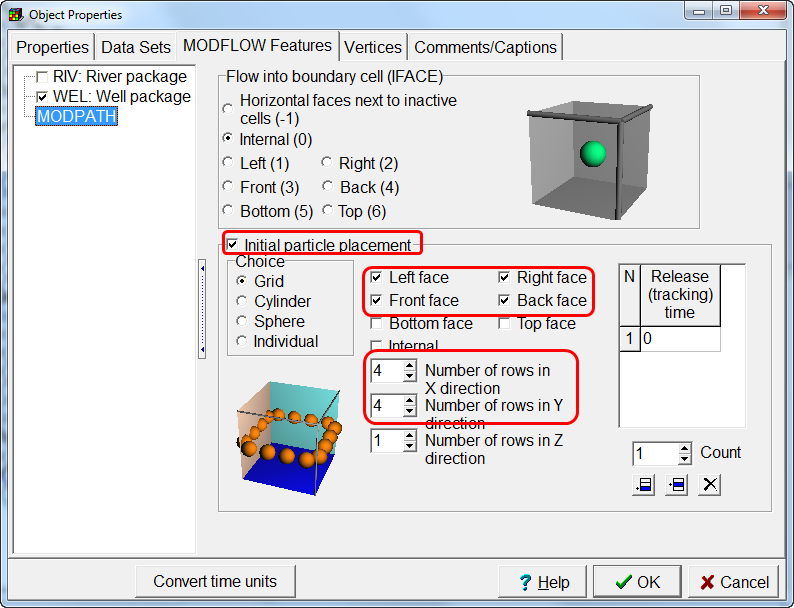 Object Properties
Properties
Data Sets
MODFLOW Features
Vertices
Comments/Captions
RIV: River package
WEL: Well package
MODPATH
Flow into boundary cell (IFACE)
Horizontal faces next to inactive
cells (-1)
Internal (0)
Left (1)
Right (2)
Front (3)
Back (4)
Bottom (5)
Top (6)
Initial particle placement
Choice
Grid
Cylinder
Sphere
Individual
Left face
Right face
Front face
Back face
Bottom face
Top face
Internal
4
Number of rows in
X direction
4
Number of rows in Y
direction
1
Number of rows in Z
direction
N
Release
(tracking)
time
1
0
1
Count
Convert time units
? Help
OK
Cancel